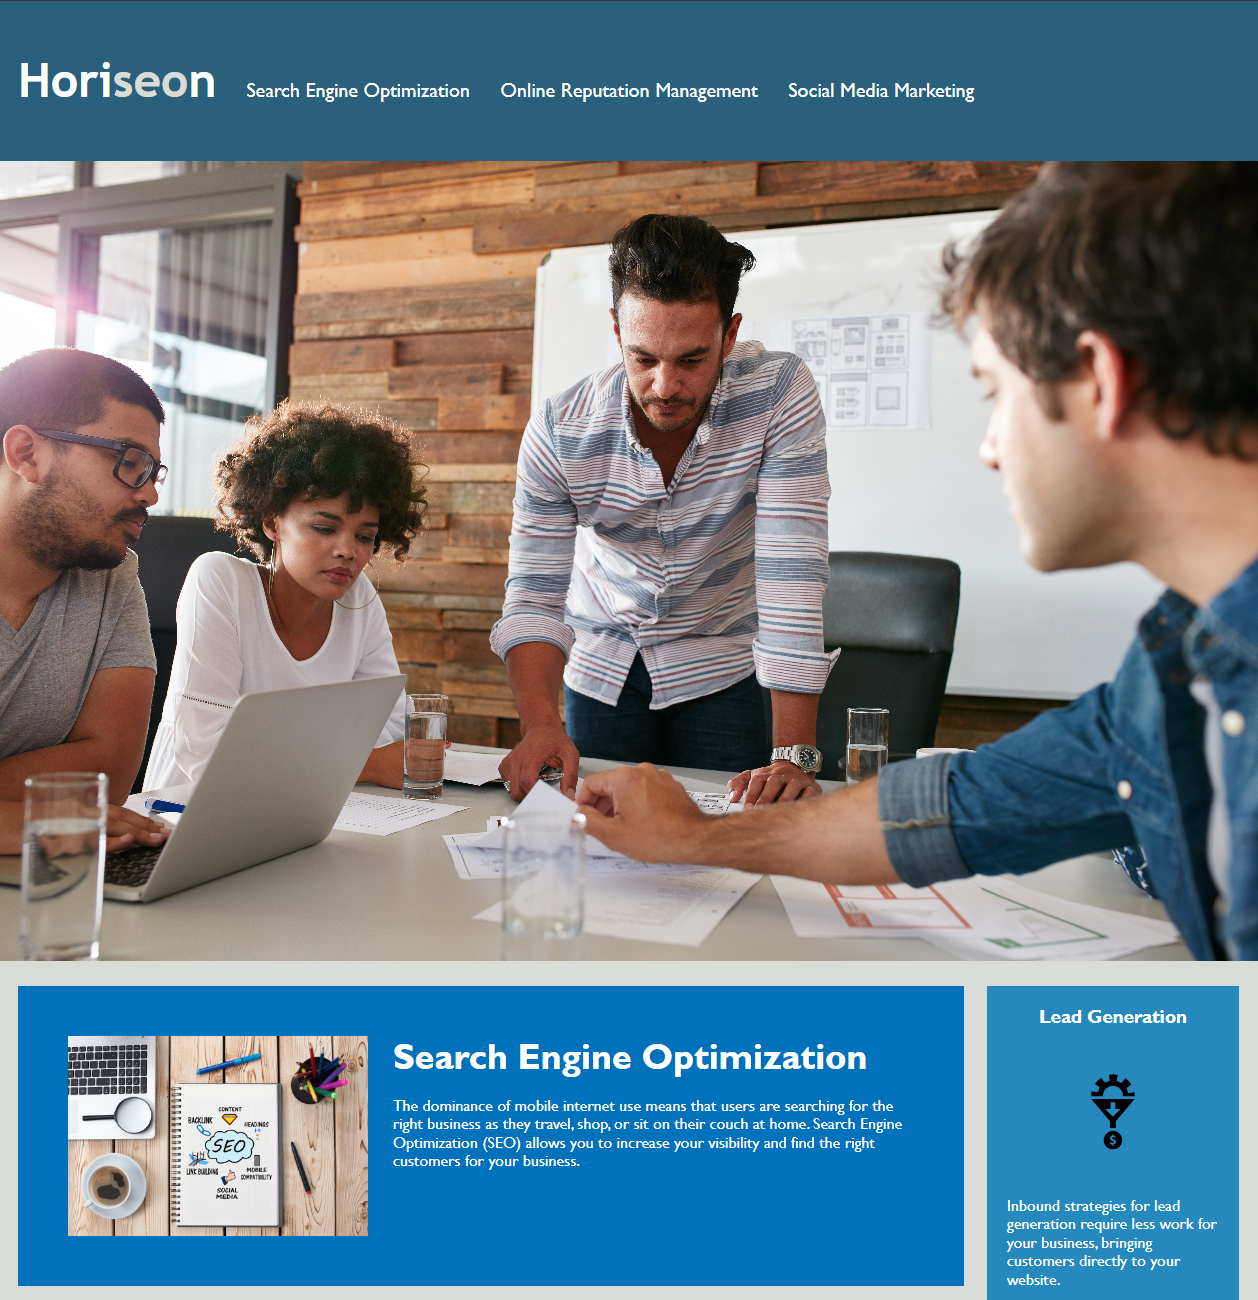 Horiseon
Search Engine Optimization
Online Reputation Management
Social Media Marketing
Search Engine Optimization
The dominance of mobile internet use means that users are searching for the
right business as they travel, shop, or sit on their couch at home. Search Engine
Optimization (SEO) allows you to increase your visibility and find the right
customers for your business.
CONTENT
BACKLINK
HEADINGS
SEO
LINK BUILDING
MOBILE
COMPATIBILITY
SOCIAL
MEDIA
Lead Generation
$
Inbound strategies for lead
generation require less work for
your business, bringing
customers directly to your
website.